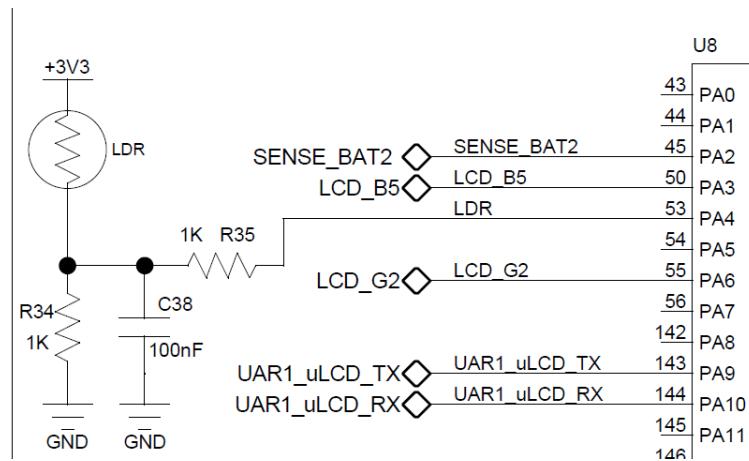 U8
+3V3
LDR
43 PA0
44 PA1
SENSE_BAT2 SENSE_BAT2 45 PA2
LCD_B5 LCD_B5 50 PA3
LDR 53 PA4
1K R35
54 PA5
LCD_G2 LCD_G2 55 PA6
R34 C38
56 PA7
1K 100nF
142 PA8
UAR1_uLCD_TX UAR1_uLCD_TX 143 PA9
UAR1_uLCD_RX UAR1_uLCD_RX 144 PA10
GND GND
145 PA11
146